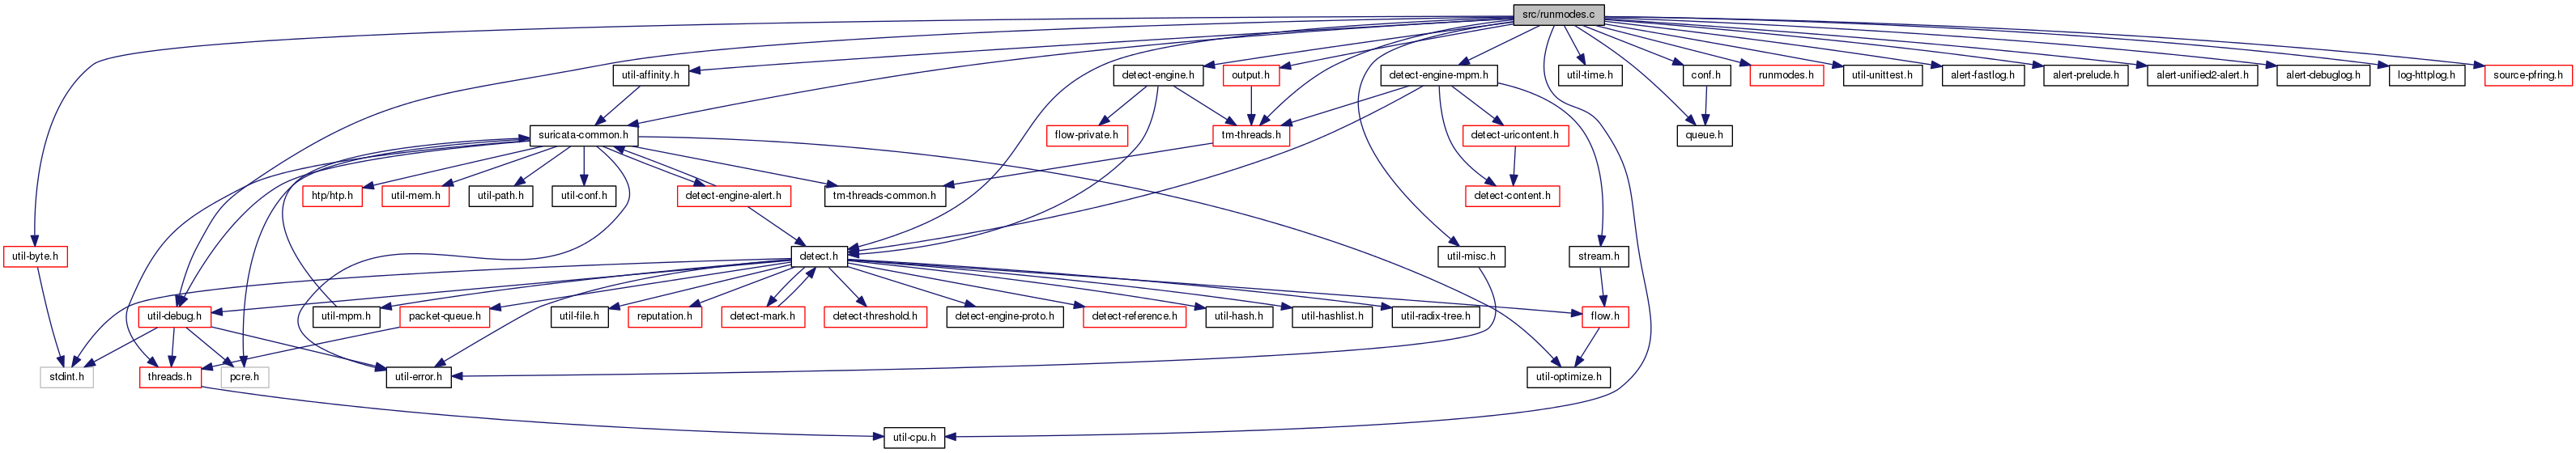 src/runmodes.c
util-affinity.h
detect-engine.h
output.h
detect-engine-mpm.h
util-time.h
conf.h
runmodes.h
util-unittest.h
alert-fastlog.h
alert-prelude.h
alert-unified2-alert.h
alert-debuglog.h
log-httplog.h
source-pfring.h
suricata-common.h
flow-private.h
tm-threads.h
detect-uricontent.h
queue.h
htp/htp.h
util-mem.h
util-path.h
util-conf.h
detect-engine-alert.h
tm-threads-common.h
detect-content.h
util-byte.h
detect.h
util-misc.h
stream.h
util-debug.h
util-mpm.h
packet-queue.h
util-file.h
reputation.h
detect-mark.h
detect-threshold.h
detect-engine-proto.h
detect-reference.h
util-hash.h
util-hashlist.h
util-radix-tree.h
flow.h
stdint.h
threads.h
pcre.h
util-error.h
util-optimize.h
util-cpu.h